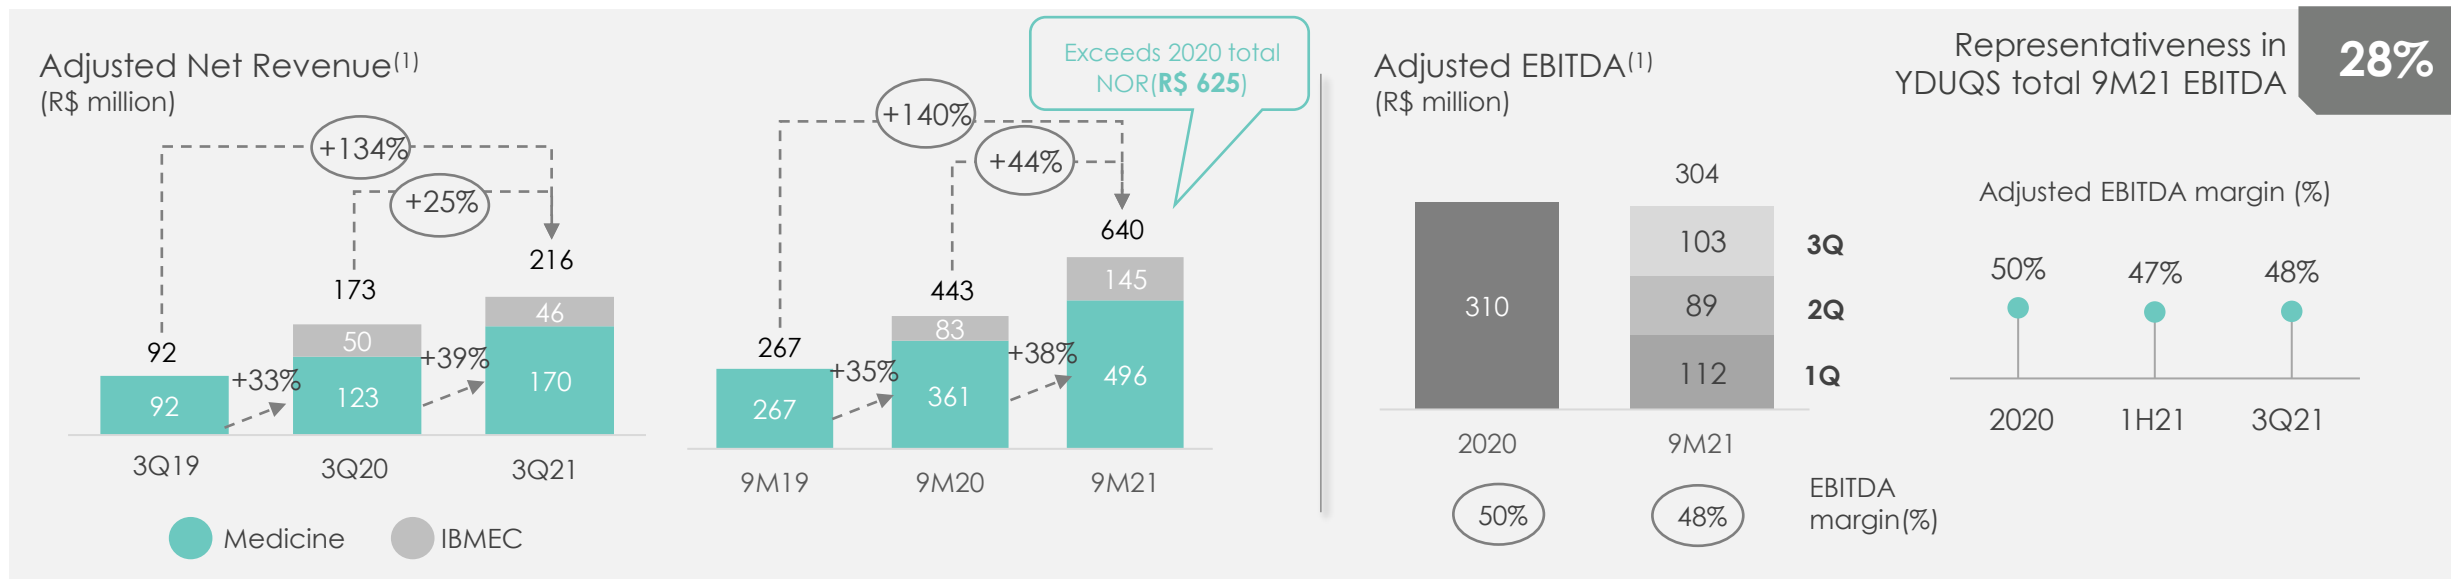 Adjusted Net Revenue(1)
(R$ million)
+134%
+25%
92
173
216
92
+33%
50
123
+39%
46
170
3Q19
3Q20
3Q21
Medicine
IBMEC
Exceeds 2020 total
NOR(R$ 625)
+140%
+44%
267
443
640
267
+35%
83
361
+38%
145
496
9M19
9M20
9M21
Adjusted EBITDA(1)
(R$ million)
304
310
103
3Q
89
2Q
112
1Q
2020
9M21
50%
48%
EBITDA
margin(%)
Representativeness in
YDUQS total 9M21 EBITDA
28%
Adjusted EBITDA margin (%)
50%
47%
48%
2020
1H21
3Q21